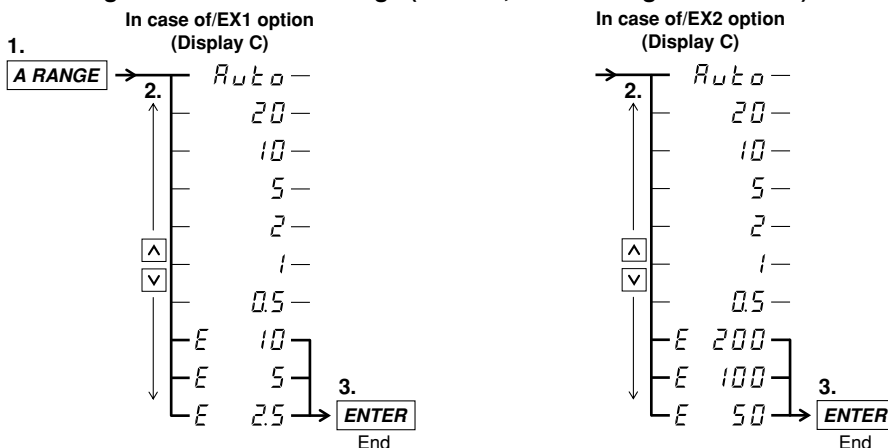 In case of/EX1 option
(Display C)
1.
A RANGE
2.
Auto
20
10
5
2
1
0.5
E 10
E 5
E 2.5
3.
ENTER
End
In case of/EX2 option
(Display C)
2.
Auto
20
10
5
2
1
0.5
E 200
E 100
E 50
3.
ENTER
End